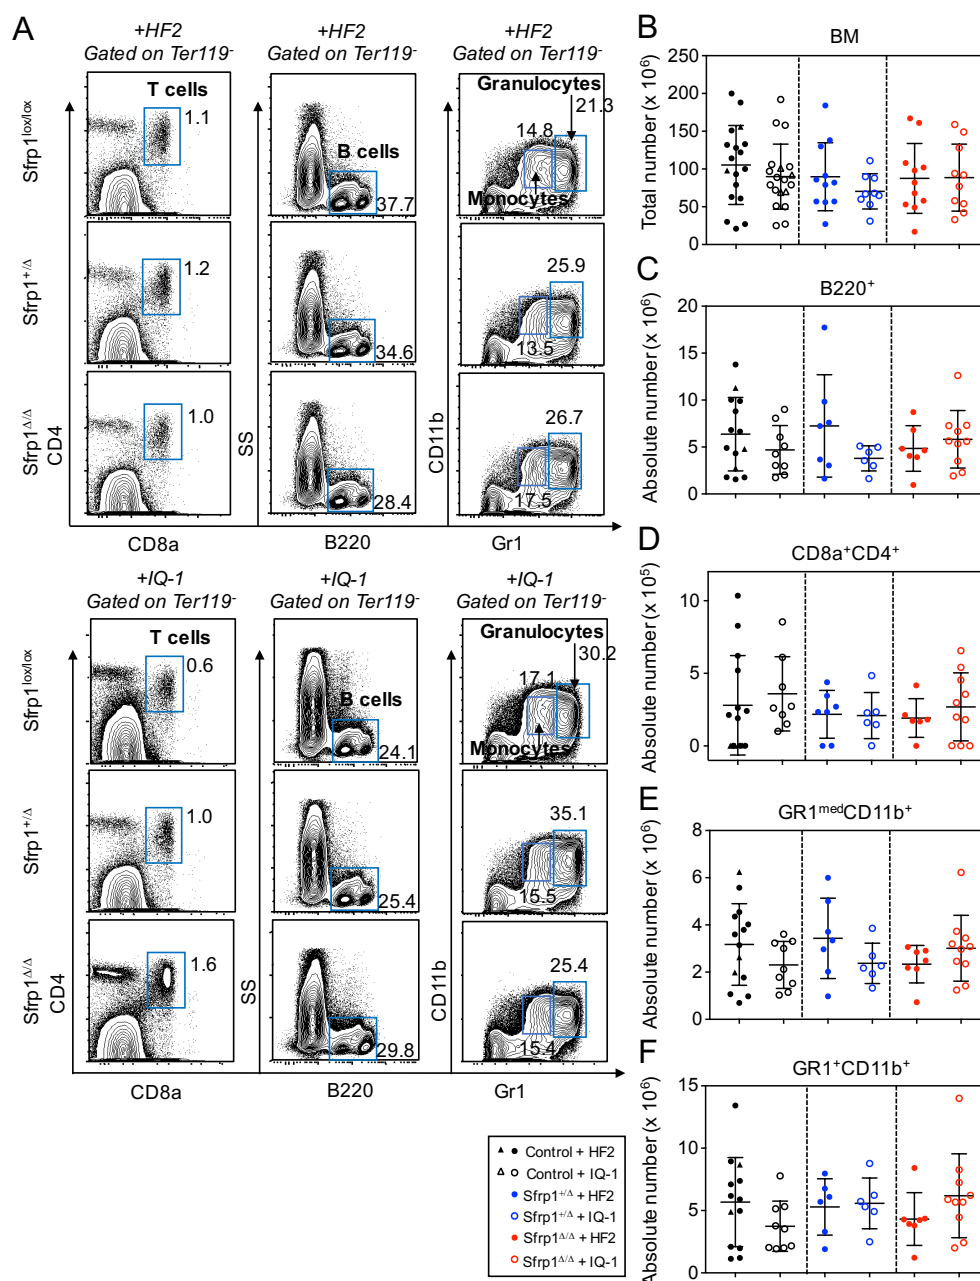 A
+HF2
Gated on Ter119-
+HF2
Gated on Ter119-
+HF2
Gated on Ter119-
Sfrp1lox/lox
T cells
1.1
B cells
37.7
Granulocytes
21.3
14.8
Monocytes
Sfrp1+/Δ
1.2
34.6
25.9
13.5
Sfrp1Δ/Δ
1.0
28.4
26.7
17.5
CD4
SS
CD11b
CD8a
B220
Gr1
+IQ-1
Gated on Ter119-
+IQ-1
Gated on Ter119-
+IQ-1
Gated on Ter119-
Sfrp1lox/lox
T cells
0.6
B cells
24.1
Granulocytes
30.2
17.1
Monocytes
Sfrp1+/Δ
1.0
25.4
35.1
15.5
Sfrp1Δ/Δ
1.6
29.8
25.4
15.4
CD4
SS
CD11b
CD8a
B220
Gr1
Control + HF2
Control + IQ-1
Sfrp1+/Δ + HF2
Sfrp1+/Δ + IQ-1
Sfrp1Δ/Δ + HF2
Sfrp1Δ/Δ + IQ-1
B
BM
Total number (x 10⁶)
250
200
150
100
50
0
C
B220+
Absolute number (x 10⁶)
20
15
10
5
0
D
CD8a+CD4+
Absolute number (x 10⁵)
10
5
0
E
GR1medCD11b+
Absolute number (x 10⁶)
8
6
4
2
0
F
GR1+CD11b+
Absolute number (x 10⁶)
15
10
5
0